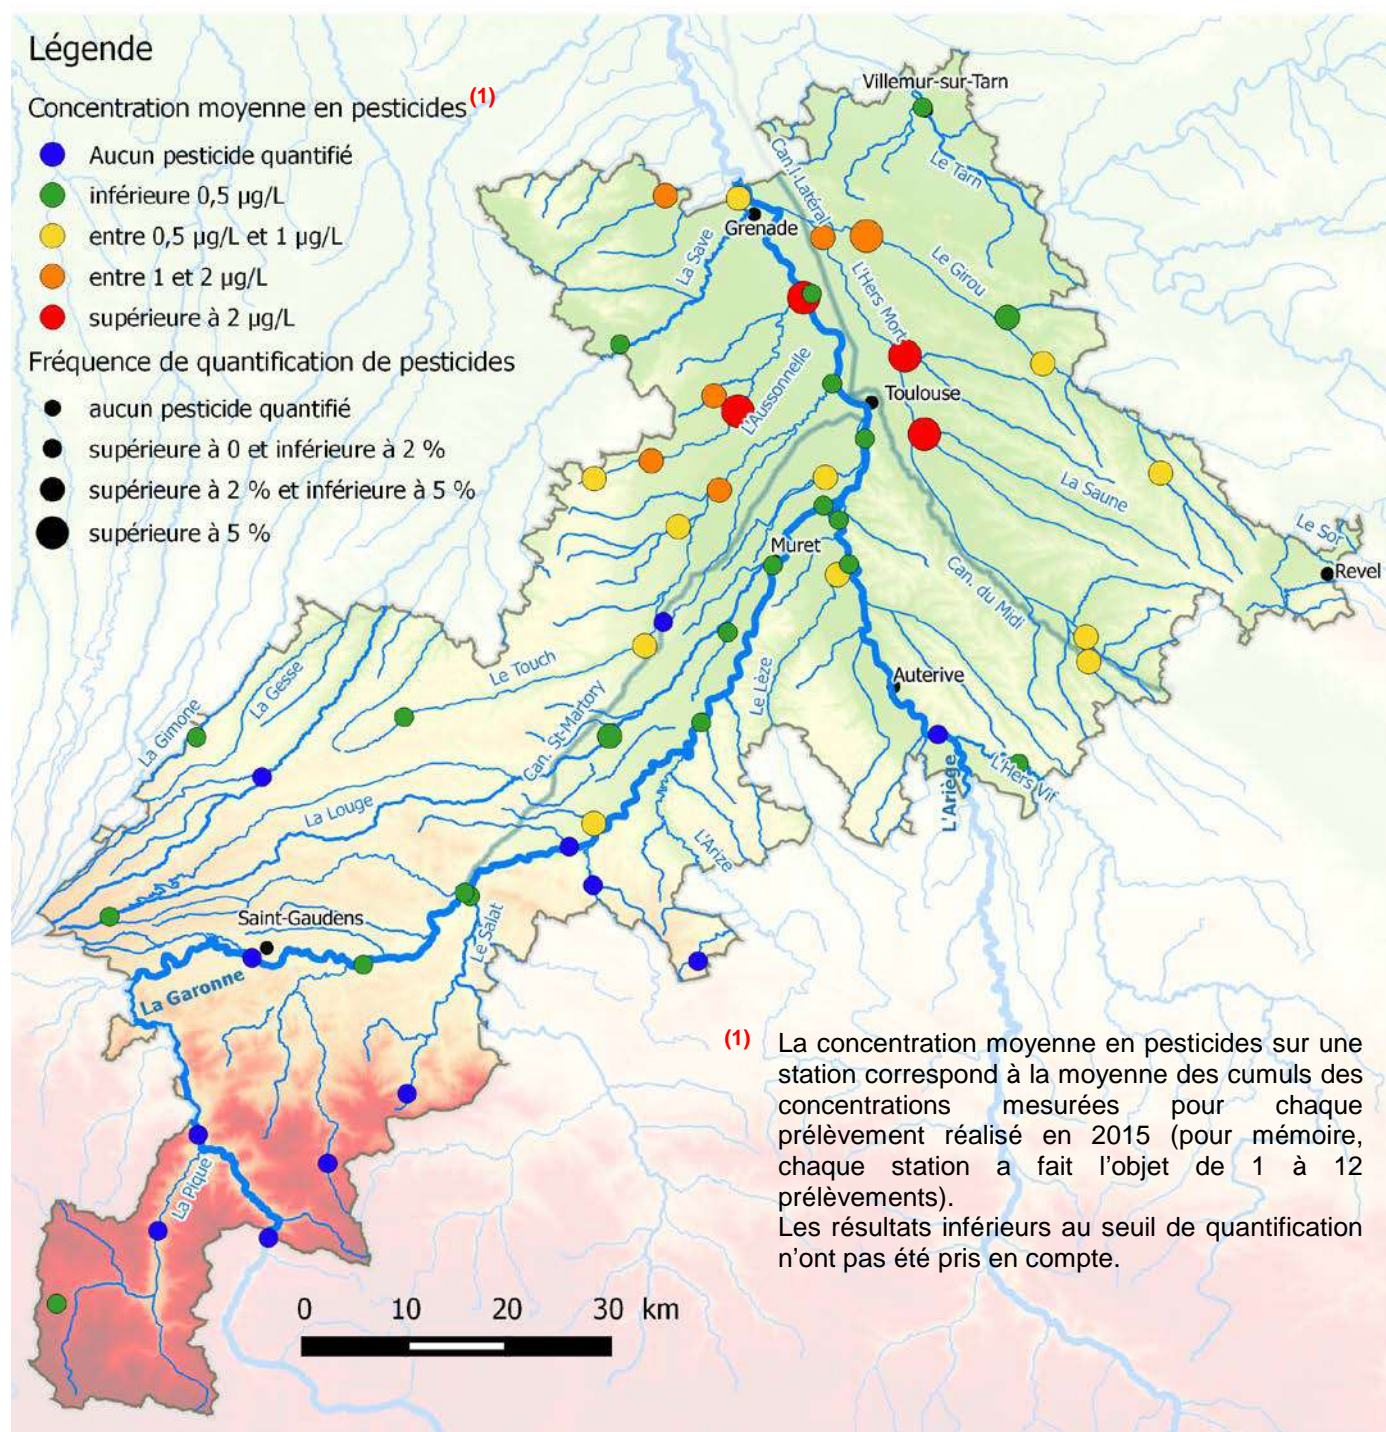 Légende
Concentration moyenne en pesticides (1)
Aucun pesticide quantifié
inférieure 0,5 µg/L
entre 0,5 µg/L et 1 µg/L
entre 1 et 2 µg/L
supérieure à 2 µg/L
Fréquence de quantification de pesticides
aucun pesticide quantifié
supérieure à 0 et inférieure à 2 %
supérieure à 2 % et inférieure à 5 %
supérieure à 5 %
Villemur-sur-Tarn
Le Tarn
Can. l-Latéral
Grenade
La Save
L'Hers Mort
Le Girou
L'Aussonnelle
Toulouse
La Saune
Le Sor
Revel
Muret
Can. du Midi
Le Touch
Le Lèze
Auterive
La Gesse
La Gimone
Can. St-Martory
L'Hers Vif
L'Ariège
La Louge
L'Arize
Saint-Gaudens
Le Salat
La Garonne
La Pique
0 10 20 30 km
(1) La concentration moyenne en pesticides sur une
station correspond à la moyenne des cumuls des
concentrations mesurées pour chaque
prélèvement réalisé en 2015 (pour mémoire,
chaque station a fait l'objet de 1 à 12
prélèvements).
Les résultats inférieurs au seuil de quantification
n'ont pas été pris en compte.